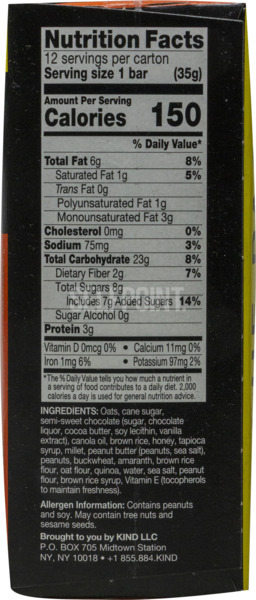 Nutrition Facts
12 servings per carton
Serving size 1 bar (35g)
Amount Per Serving
Calories 150
% Daily Value*
Total Fat 6g 8%
Saturated Fat 1g 5%
Trans Fat 0g
Polyunsaturated Fat 1g
Monounsaturated Fat 3g
Cholesterol 0mg 0%
Sodium 75mg 3%
Total Carbohydrate 23g 8%
Dietary Fiber 2g 7%
Total Sugars 8g
Includes 7g Added Sugars 14%
Sugar Alcohol 0g
Protein 3g
Vitamin D 0mcg 0% • Calcium 11mg 0%
Iron 1mg 6% • Potassium 97mg 2%
*The % Daily Value tells you how much a nutrient in
a serving of food contributes to a daily diet. 2,000
calories a day is used for general nutrition advice.
INGREDIENTS: Oats, cane sugar,
semi-sweet chocolate (sugar, chocolate
liquor, cocoa butter, soy lecithin, vanilla
extract), canola oil, brown rice, honey, tapioca
syrup, millet, peanut butter (peanuts, sea salt),
peanuts, buckwheat, amaranth, brown rice
flour, oat flour, quinoa, water, sea salt, peanut
flour, brown rice syrup, Vitamin E (tocopherols
to maintain freshness).
Allergen Information: Contains peanuts
and soy. May contain tree nuts and
sesame seeds.
Brought to you by KIND LLC
P.O. BOX 705 Midtown Station
NY, NY 10018 • +1 855.884.KIND